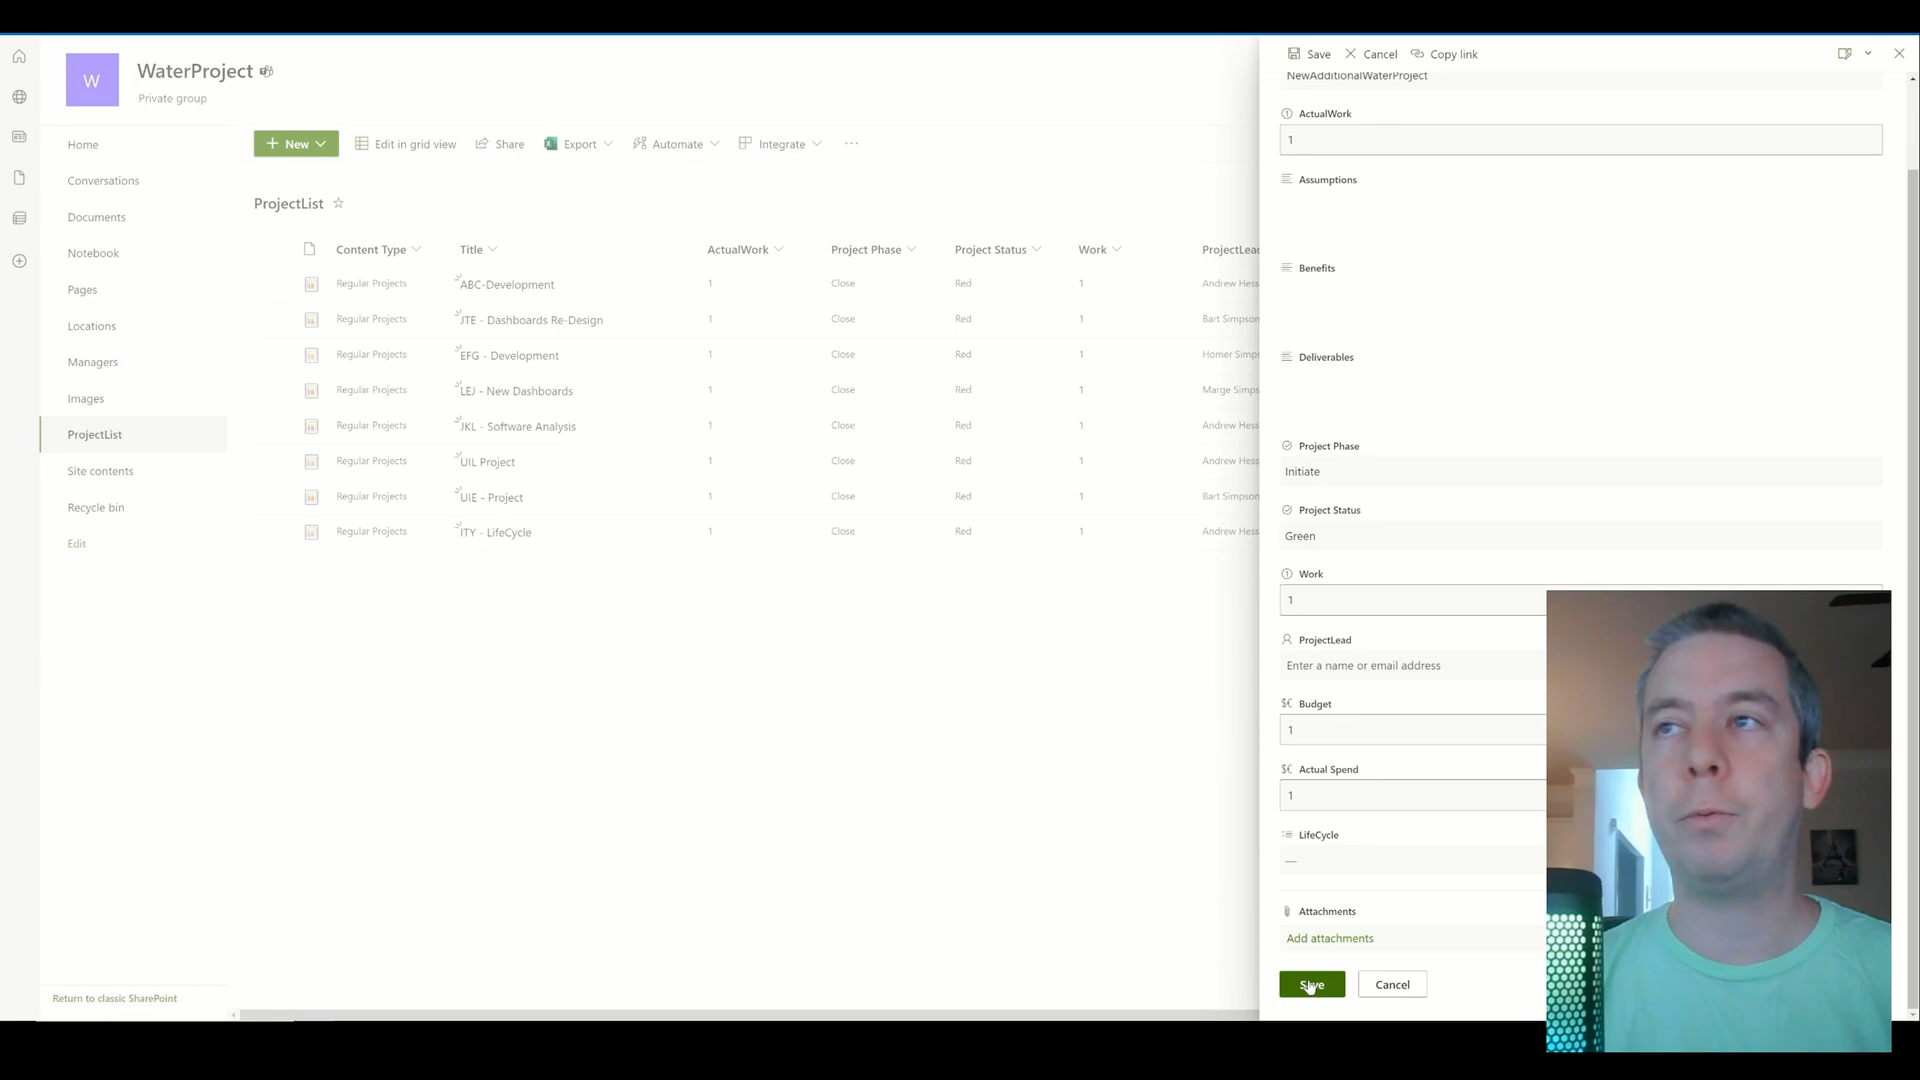 W
WaterProject
Private group
Home
Conversations
Documents
Notebook
Pages
Locations
Managers
Images
ProjectList
Site contents
Recycle bin
Edit
Return to classic SharePoint
+ New Edit in grid view Share Export Automate Integrate ...
ProjectList
Content Type Title ActualWork Project Phase Project Status Work ProjectLead
Regular Projects ABC-Development 1 Close Red 1 Andrew Hess
Regular Projects JTE - Dashboards Re-Design 1 Close Red 1 Bart Simpson
Regular Projects EFG - Development 1 Close Red 1 Homer Simps
Regular Projects LEJ - New Dashboards 1 Close Red 1 Marge Simps
Regular Projects JKL - Software Analysis 1 Close Red 1 Andrew Hess
Regular Projects UIL Project 1 Close Red 1 Andrew Hess
Regular Projects UIE - Project 1 Close Red 1 Bart Simpson
Regular Projects ITY - LifeCycle 1 Close Red 1 Andrew Hess
Save Cancel Copy link
NewAdditionalWaterProject
ActualWork
1
Assumptions
Benefits
Deliverables
Project Phase
Initiate
Project Status
Green
Work
1
ProjectLead
Enter a name or email address
$€ Budget
1
$€ Actual Spend
1
LifeCycle
—
Attachments
Add attachments
Save Cancel